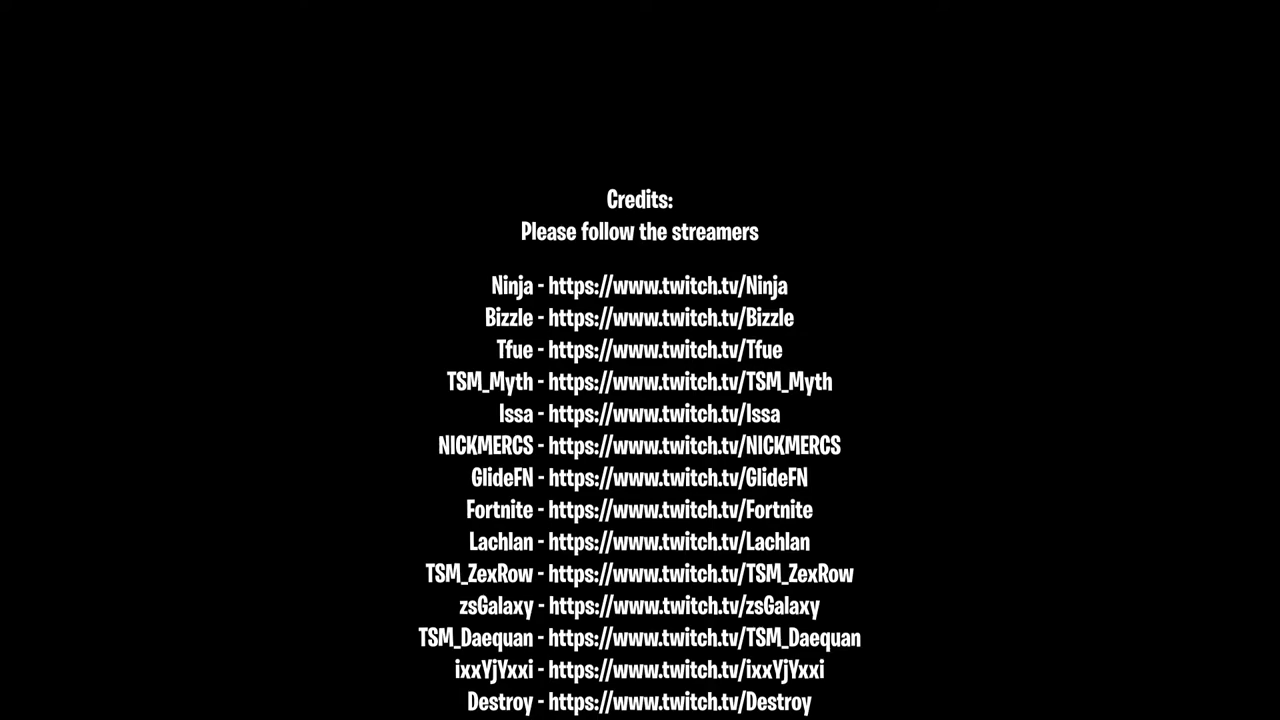 Credits:
Please follow the streamers
Ninja - https://www.twitch.tv/Ninja
Bizzle - https://www.twitch.tv/Bizzle
Tfue - https://www.twitch.tv/Tfue
TSM_Myth - https://www.twitch.tv/TSM_Myth
Issa - https://www.twitch.tv/Issa
NICKMERCS - https://www.twitch.tv/NICKMERCS
GlideFN - https://www.twitch.tv/GlideFN
Fortnite - https://www.twitch.tv/Fortnite
Lachlan - https://www.twitch.tv/Lachlan
TSM_ZexRow - https://www.twitch.tv/TSM_ZexRow
zsGalaxy - https://www.twitch.tv/zsGalaxy
TSM_Daequan - https://www.twitch.tv/TSM_Daequan
ixxYjYxxi - https://www.twitch.tv/ixxYjYxxi
Destroy - https://www.twitch.tv/Destroy